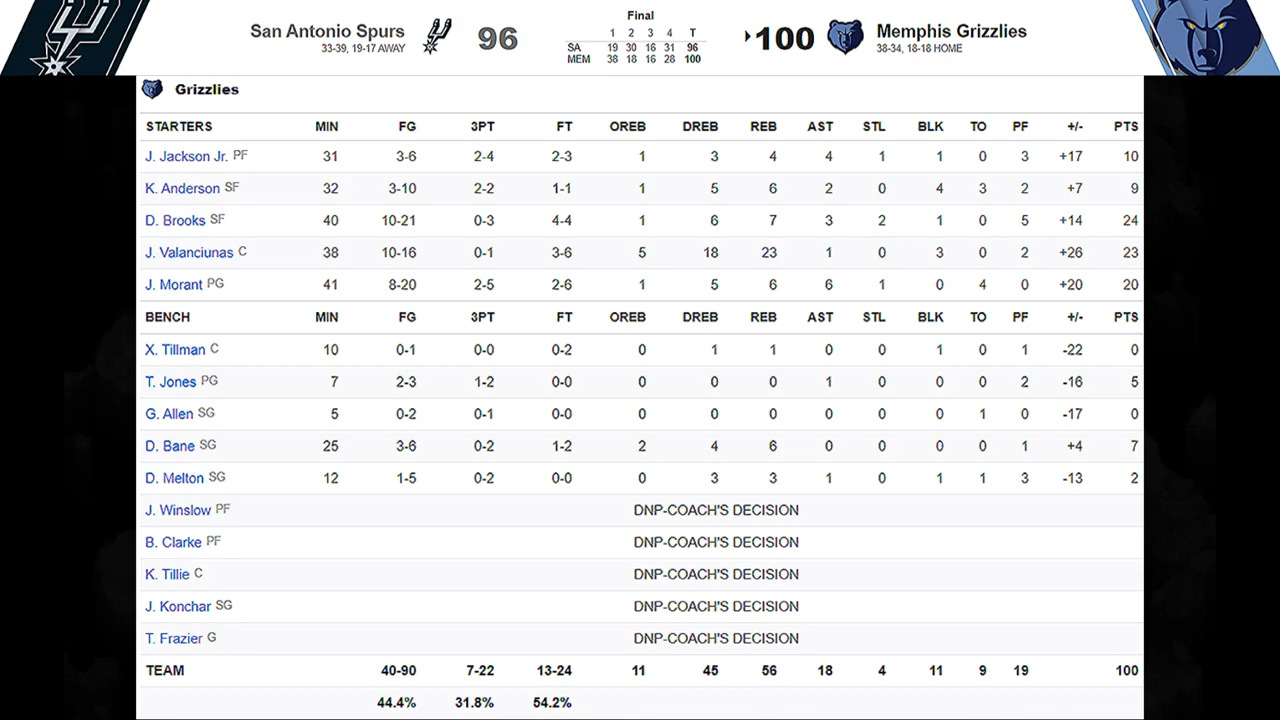 San Antonio Spurs
33-39, 19-17 AWAY
96
Final
1 2 3 4 T
SA 19 30 16 31 96
MEM 38 18 16 28 100
100
Memphis Grizzlies
38-34, 18-18 HOME
Grizzlies
STARTERS MIN FG 3PT FT OREB DREB REB AST STL BLK TO PF +/- PTS
J. Jackson Jr. PF 31 3-6 2-4 2-3 1 3 4 4 1 1 0 3 +17 10
K. Anderson SF 32 3-10 2-2 1-1 1 5 6 2 0 4 3 2 +7 9
D. Brooks SF 40 10-21 0-3 4-4 1 6 7 3 2 1 0 5 +14 24
J. Valanciunas C 38 10-16 0-1 3-6 5 18 23 1 0 3 0 2 +26 23
J. Morant PG 41 8-20 2-5 2-6 1 5 6 6 1 0 4 0 +20 20
BENCH MIN FG 3PT FT OREB DREB REB AST STL BLK TO PF +/- PTS
X. Tillman C 10 0-1 0-0 0-2 0 1 1 0 0 1 0 1 -22 0
T. Jones PG 7 2-3 1-2 0-0 0 0 0 1 0 0 0 2 -16 5
G. Allen SG 5 0-2 0-1 0-0 0 0 0 0 0 0 1 0 -17 0
D. Bane SG 25 3-6 0-2 1-2 2 4 6 0 0 0 0 1 +4 7
D. Melton SG 12 1-5 0-2 0-0 0 3 3 1 0 1 1 3 -13 2
J. Winslow PF DNP-COACH'S DECISION
B. Clarke PF DNP-COACH'S DECISION
K. Tillie C DNP-COACH'S DECISION
J. Konchar SG DNP-COACH'S DECISION
T. Frazier G DNP-COACH'S DECISION
TEAM 40-90 7-22 13-24 11 45 56 18 4 11 9 19 100
44.4% 31.8% 54.2%